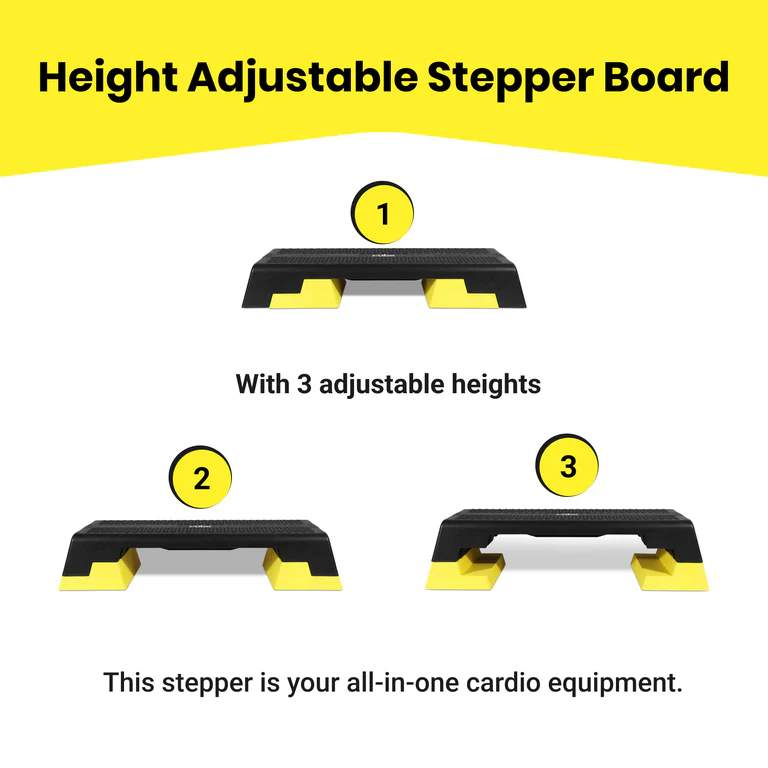 Height Adjustable Stepper Board
1
With 3 adjustable heights
2
3
This stepper is your all-in-one cardio equipment.